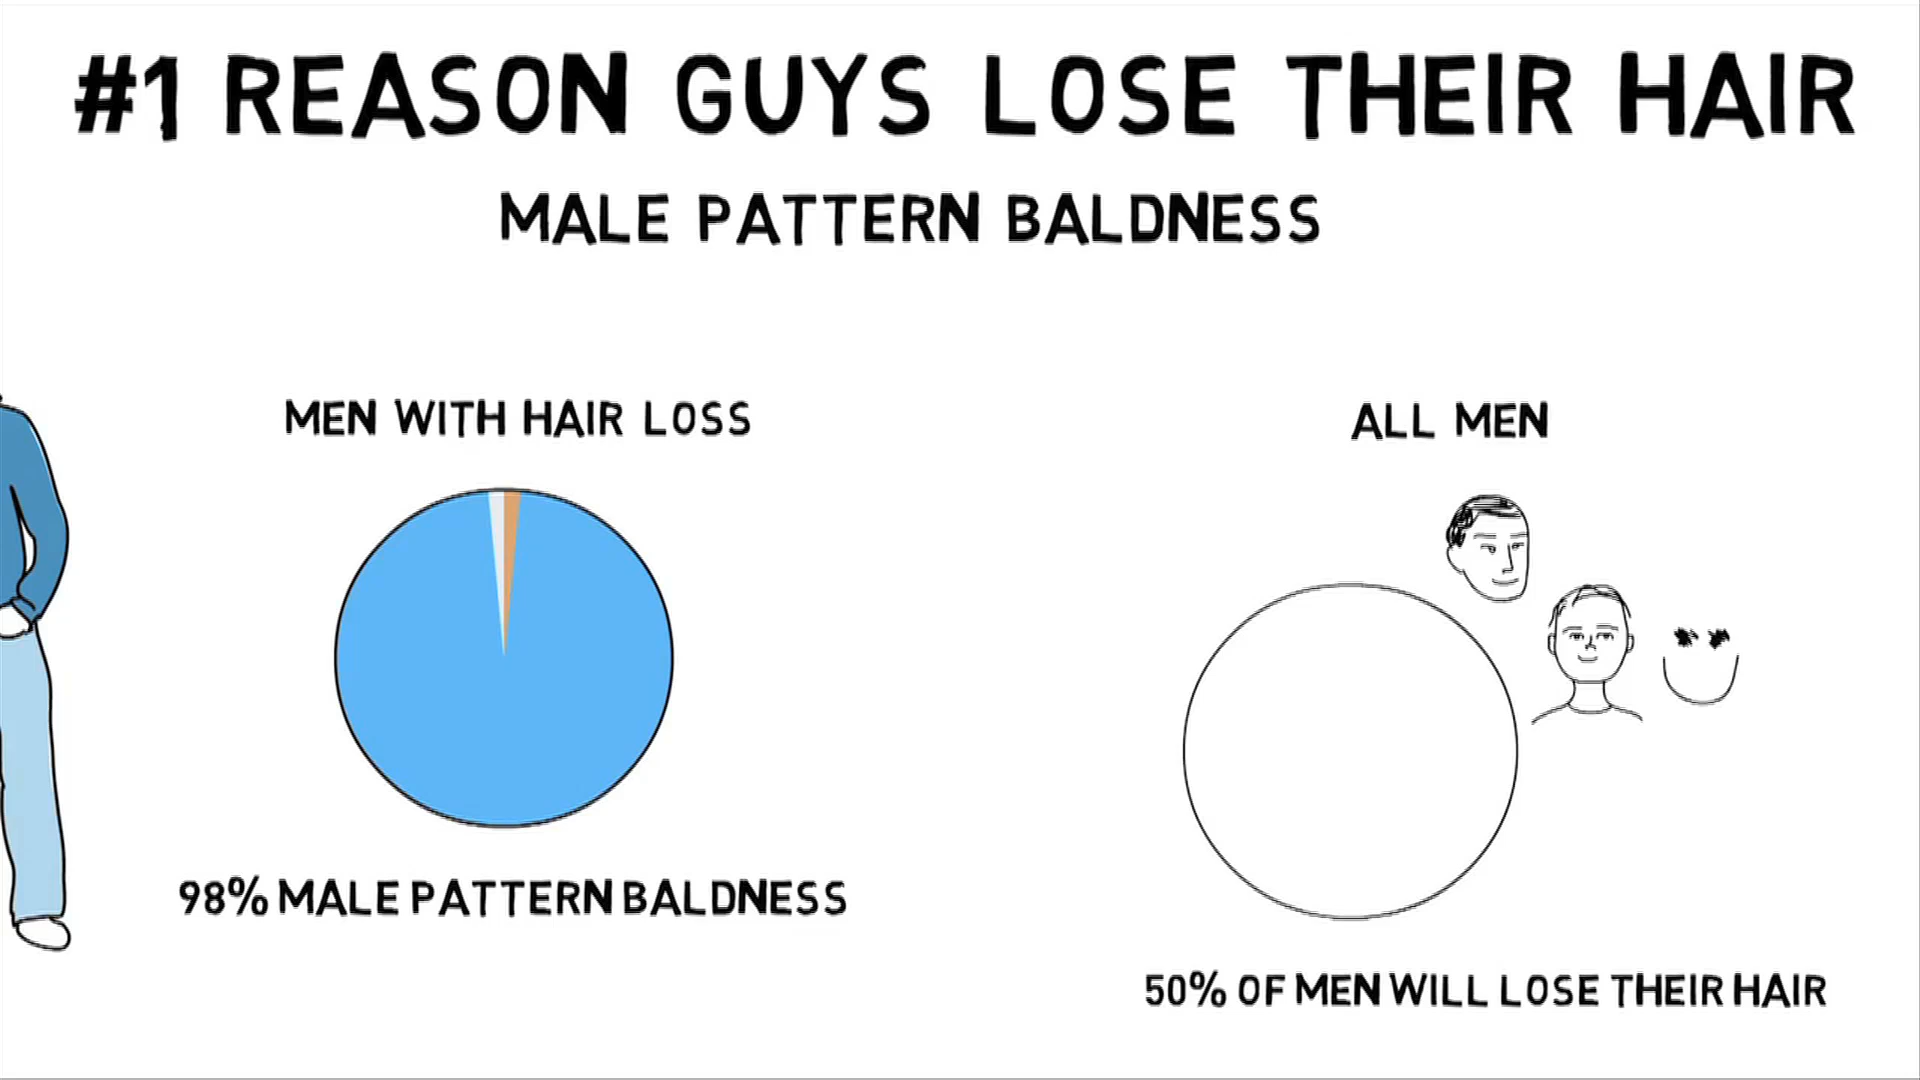 #1 REASON GUYS LOSE THEIR HAIR
MALE PATTERN BALDNESS
MEN WITH HAIR LOSS
98% MALE PATTERN BALDNESS
ALL MEN
50% OF MEN WILL LOSE THEIR HAIR